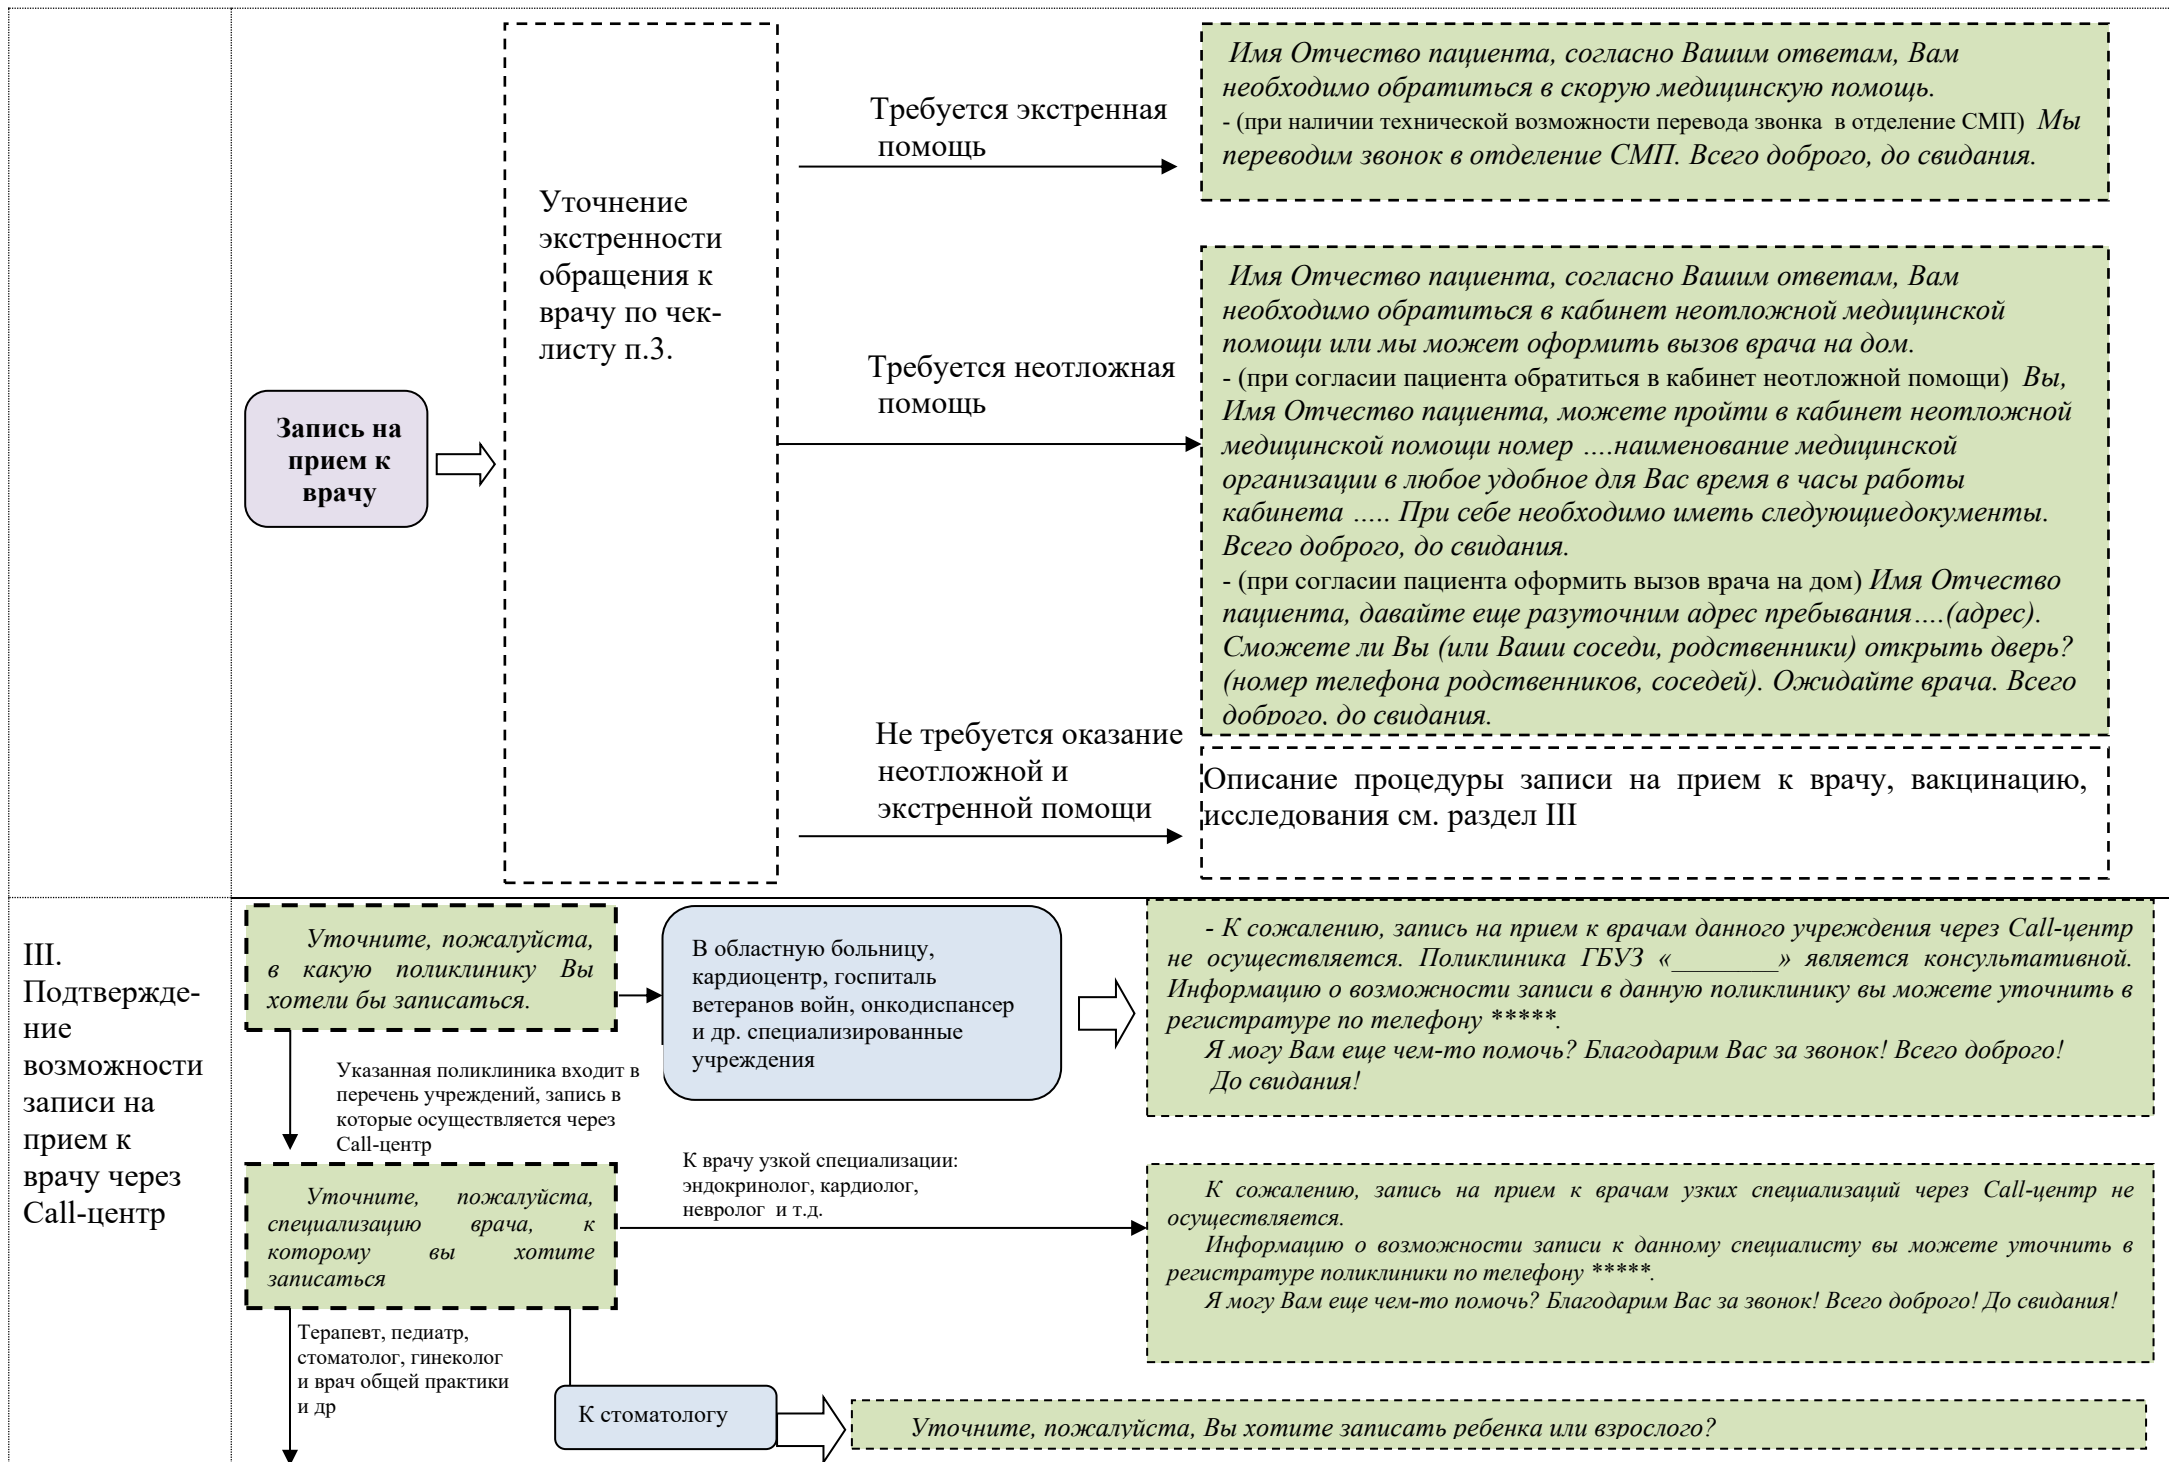 Запись на
прием к
врачу
Уточнение
экстренности
обращения к
врачу по чек-
листу п.3.
Требуется экстренная
помощь
Имя Отчество пациента, согласно Вашим ответам, Вам
необходимо обратиться в скорую медицинскую помощь.
- (при наличии технической возможности перевода звонка в отделение СМП) Мы
переводим звонок в отделение СМП. Всего доброго, до свидания.
Требуется неотложная
помощь
Имя Отчество пациента, согласно Вашим ответам, Вам
необходимо обратиться в кабинет неотложной медицинской
помощи или мы может оформить вызов врача на дом.
- (при согласии пациента обратиться в кабинет неотложной помощи) Вы,
Имя Отчество пациента, можете пройти в кабинет неотложной
медицинской помощи номер ….наименование медицинской
организации в любое удобное для Вас время в часы работы
кабинета ….. При себе необходимо иметь следующиедокументы.
Всего доброго, до свидания.
- (при согласии пациента оформить вызов врача на дом) Имя Отчество
пациента, давайте еще разуточним адрес пребывания….(адрес).
Сможете ли Вы (или Ваши соседи, родственники) открыть дверь?
(номер телефона родственников, соседей). Ожидайте врача. Всего
доброго, до свидания.
Не требуется оказание
неотложной и
экстренной помощи
Описание процедуры записи на прием к врачу, вакцинацию,
исследования см. раздел III
III.
Подтвержде-
ние
возможности
записи на
прием к
врачу через
Call-центр
Уточните, пожалуйста,
в какую поликлинику Вы
хотели бы записаться.
В областную больницу,
кардиоцентр, госпиталь
ветеранов войн, онкодиспансер
и др. специализированные
учреждения
- К сожалению, запись на прием к врачам данного учреждения через Call-центр
не осуществляется. Поликлиника ГБУЗ «________» является консультативной.
Информацию о возможности записи в данную поликлинику вы можете уточнить в
регистратуре по телефону *****.
Я могу Вам еще чем-то помочь? Благодарим Вас за звонок! Всего доброго!
До свидания!
Указанная поликлиника входит в
перечень учреждений, запись в
которые осуществляется через
Call-центр
Уточните, пожалуйста,
специализацию врача, к
которому вы хотите
записаться
К врачу узкой специализации:
эндокринолог, кардиолог,
невролог и т.д.
К сожалению, запись на прием к врачам узких специализаций через Call-центр не
осуществляется.
Информацию о возможности записи к данному специалисту вы можете уточнить в
регистратуре поликлиники по телефону *****.
Я могу Вам еще чем-то помочь? Благодарим Вас за звонок! Всего доброго! До свидания!
Терапевт, педиатр,
стоматолог, гинеколог
и врач общей практики
и др
К стоматологу
Уточните, пожалуйста, Вы хотите записать ребенка или взрослого?